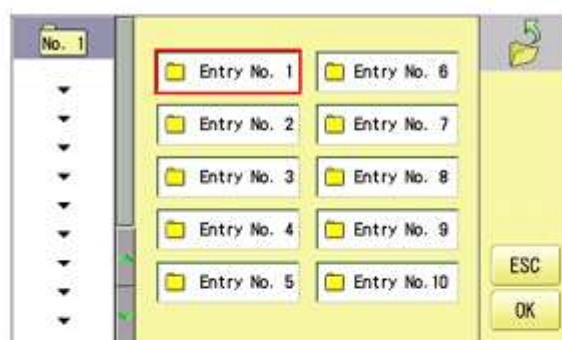 No. 1
Entry No. 1
Entry No. 6
Entry No. 2
Entry No. 7
Entry No. 3
Entry No. 8
Entry No. 4
Entry No. 9
Entry No. 5
Entry No.10
ESC
OK